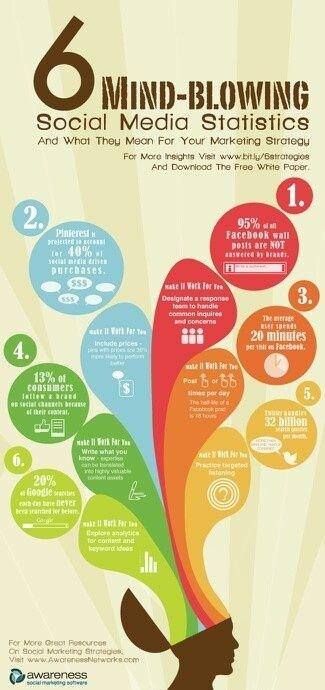 6 MIND-BLOWING
Social Media Statistics
And What They Mean For Your Marketing Strategy
For More Insights Visit www.bit.ly/6strategies
And Download The Free White Paper.
1.
95% of all
Facebook wall
posts are NOT
answered by brands.
Make It Work For You
Designate a response
team to handle
common inquires
and concerns
2.
Pinterest is
projected to account
for 40% of
social media driven
purchases.
$$$
$$$
Make It Work For You
Include prices -
pins with prices are 36%
more likely to perform
better
$
3.
The average
user spends
20 minutes
per visit on Facebook.
Make It Work For You
Post or
times per day
The half-life of a
Facebook post
is 18 hours
4.
13% of
consumers
follow a brand
on social channels because
of their content.
Make It Work For You
Write what you
know - expertise
can be translated
into highly valuable
content assets
5.
Twitter handles
32 billion
search queries
per month.
Make It Work For You
Practice targeted
listening
6.
20%
of Google searches
each day have never
been searched for before.
Google
Make It Work For You
Explore analytics
for content and
keyword ideas
For More Great Resources
On Social Marketing Strategies,
Visit www.AwarenessNetworks.com
awareness
social marketing software